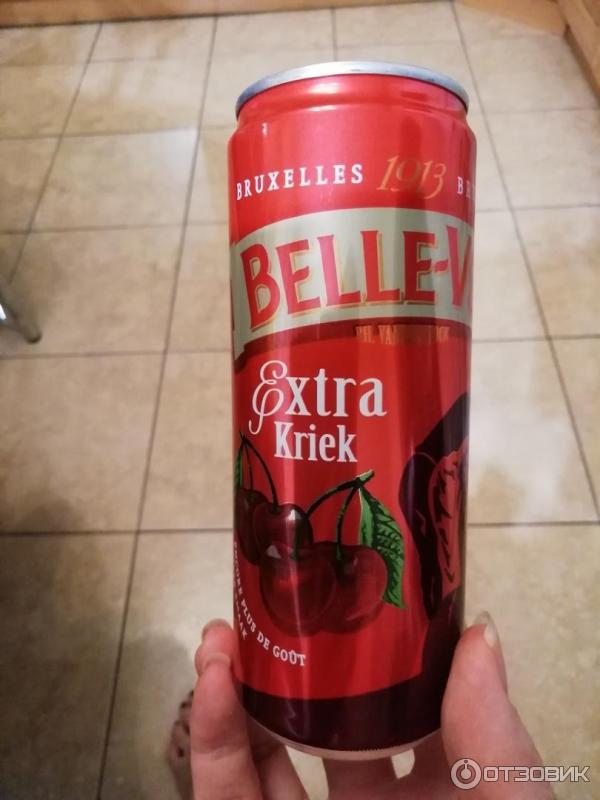 BRUXELLES 1913
BELLE-V
Extra
Kriek
PLUS DE GOÛT
ОТЗОВИК